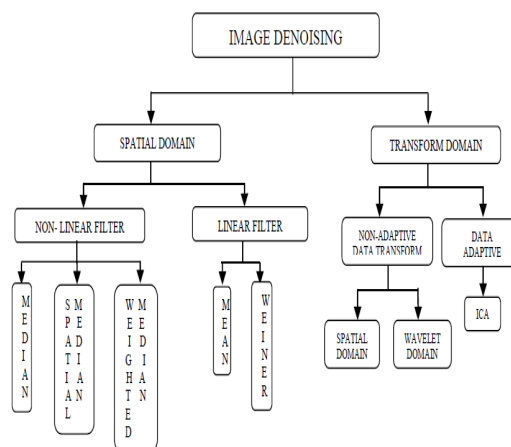 IMAGE DENOISING
SPATIAL DOMAIN
TRANSFORM DOMAIN
NON- LINEAR FILTER
LINEAR FILTER
NON-ADAPTIVE
DATA TRANSFORM
DATA
ADAPTIVE
MEDIAN
SPATIAL
MEDIAN
WEIGHTED
MEDIAN
MEAN
WEINER
SPATIAL
DOMAIN
WAVELET
DOMAIN
ICA